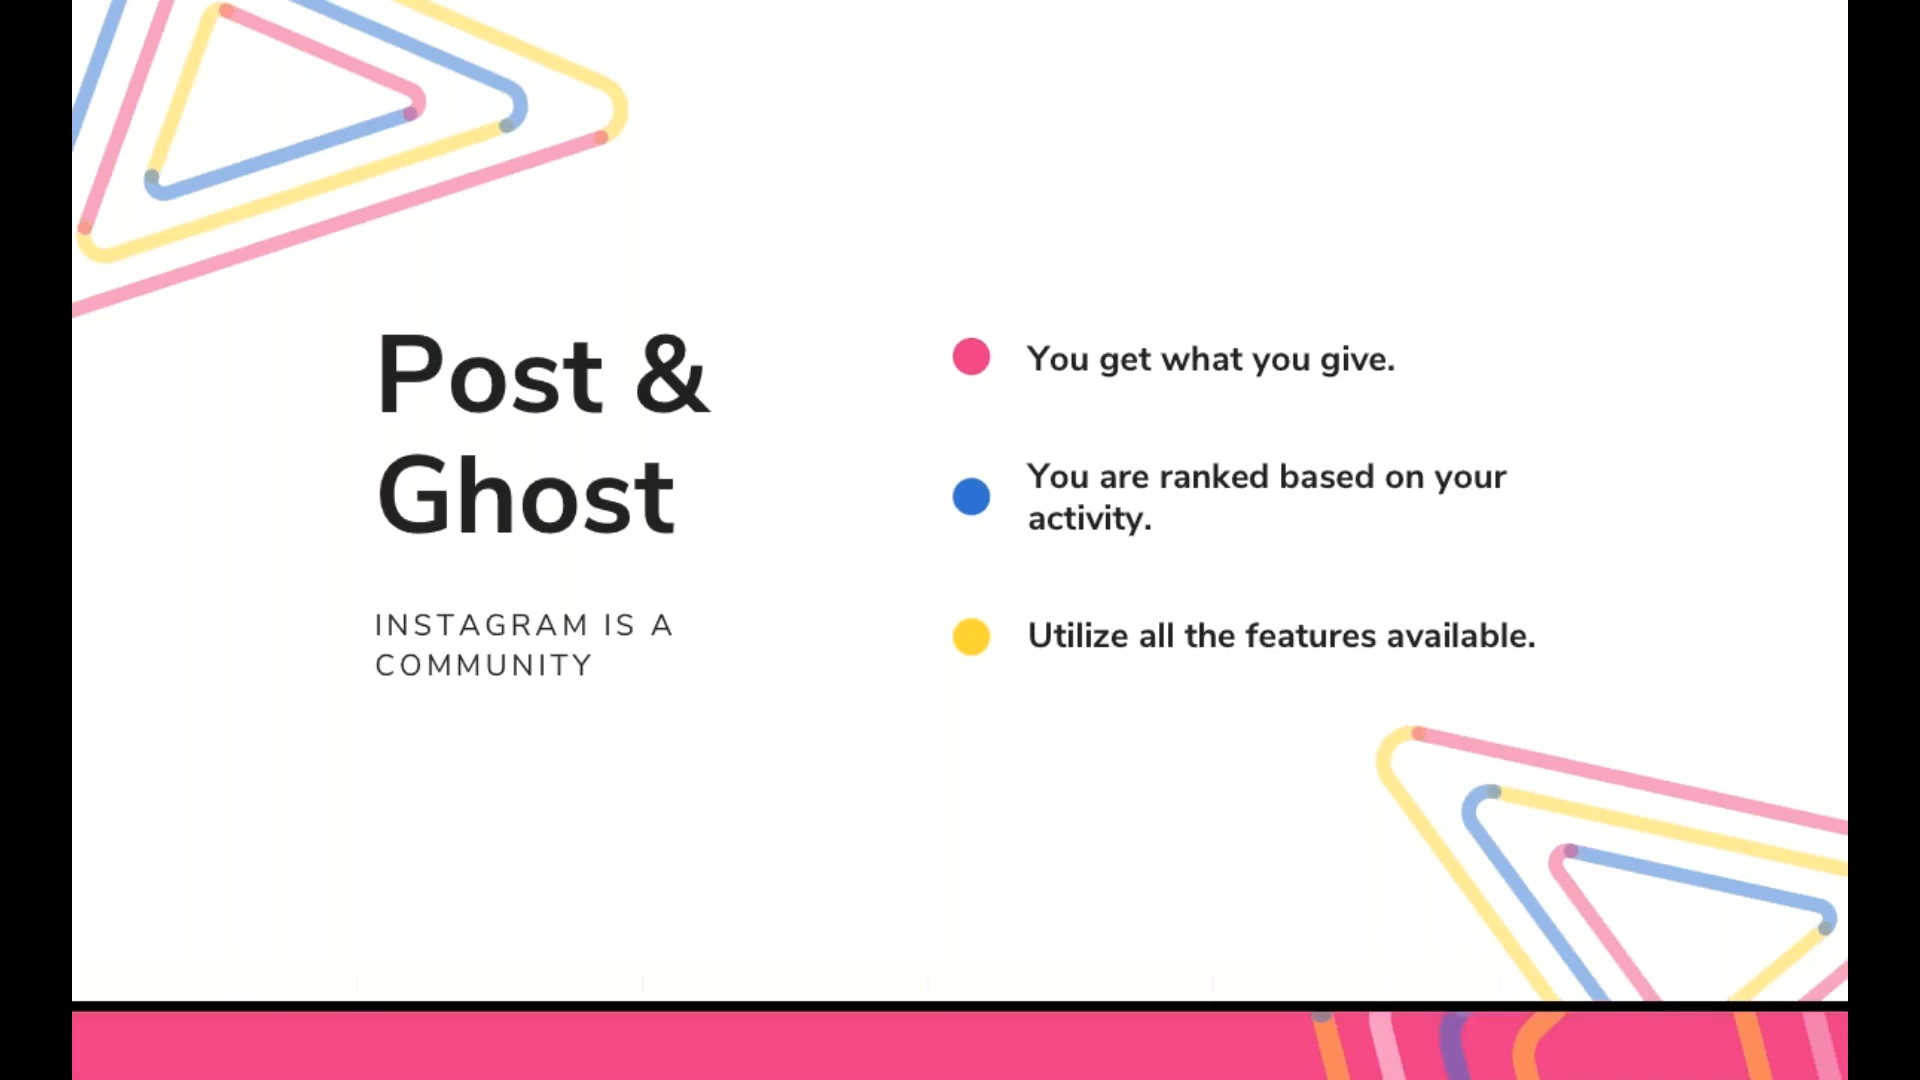 Post &
Ghost
INSTAGRAM IS A
COMMUNITY
You get what you give.
You are ranked based on your
activity.
Utilize all the features available.